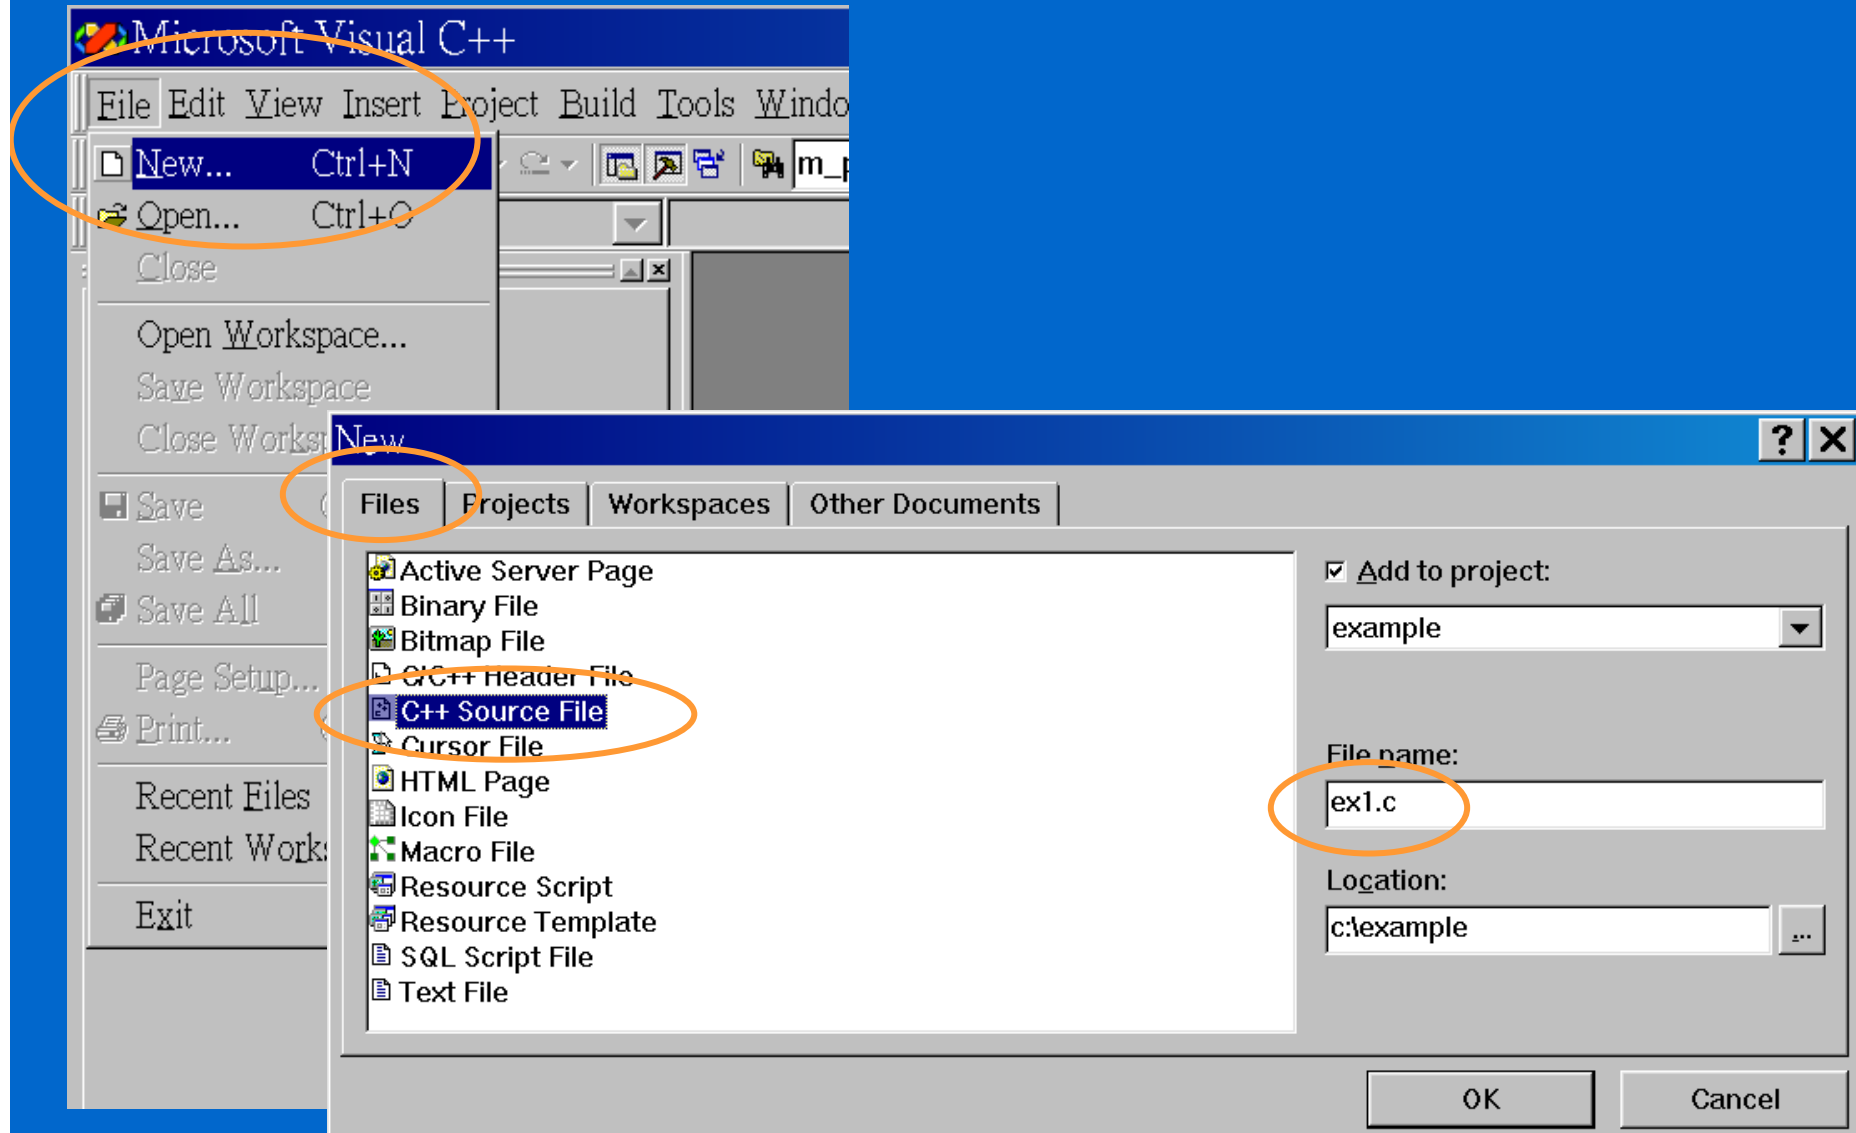 Microsoft Visual C++
File Edit View Insert Project Build Tools Windo
New... Ctrl+N
m_p
Open... Ctrl+O
Close
Open Workspace...
Save Workspace
Close Worksp
New
Files Projects Workspaces Other Documents
Save
Save As...
Save All
Page Setup...
Print...
Recent Files
Recent Works
Exit
Active Server Page
Binary File
Bitmap File
C/C++ Header File
C++ Source File
Cursor File
HTML Page
Icon File
Macro File
Resource Script
Resource Template
SQL Script File
Text File
Add to project:
example
File name:
ex1.c
Location:
c:\example
...
OK Cancel